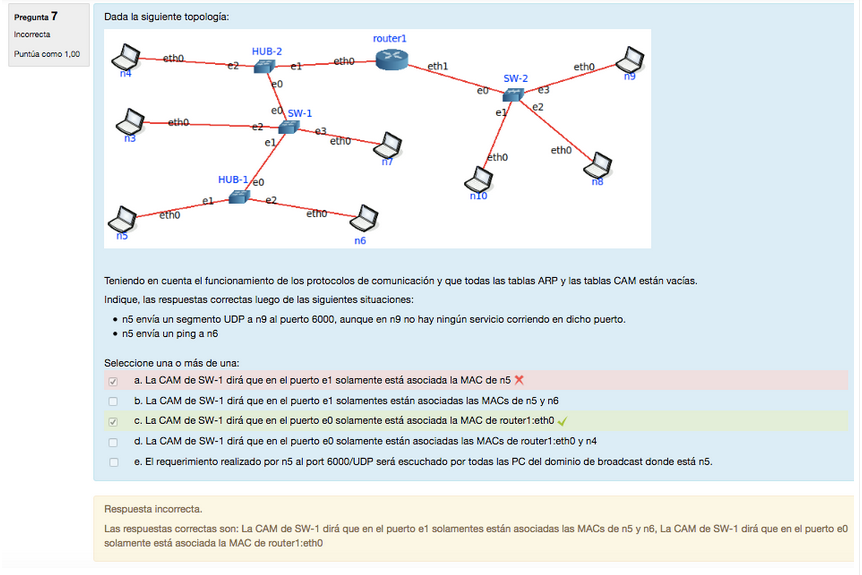 Pregunta 7
Incorrecta
Puntúa como 1,00
Dada la siguiente topología:
router1
HUB-2
n4
eth0
e2
e1
eth0
eth1
e0
SW-2
eth0
n9
e0
e3
e2
e1
e0
SW-1
n3
eth0
e2
e3
eth0
n7
e1
eth0
n8
eth0
n10
HUB-1
e0
e1
e2
eth0
eth0
n5
n6
Teniendo en cuenta el funcionamiento de los protocolos de comunicación y que todas las tablas ARP y las tablas CAM están vacías.
Indique, las respuestas correctas luego de las siguientes situaciones:
• n5 envía un segmento UDP a n9 al puerto 6000, aunque en n9 no hay ningún servicio corriendo en dicho puerto.
• n5 envía un ping a n6
Seleccione una o más de una:
a. La CAM de SW-1 dirá que en el puerto e1 solamente está asociada la MAC de n5
b. La CAM de SW-1 dirá que en el puerto e1 solamentes están asociadas las MACs de n5 y n6
c. La CAM de SW-1 dirá que en el puerto e0 solamente está asociada la MAC de router1:eth0
d. La CAM de SW-1 dirá que en el puerto e0 solamente están asociadas las MACs de router1:eth0 y n4
e. El requerimiento realizado por n5 al port 6000/UDP será escuchado por todas las PC del dominio de broadcast donde está n5.
Respuesta incorrecta.
Las respuestas correctas son: La CAM de SW-1 dirá que en el puerto e1 solamentes están asociadas las MACs de n5 y n6, La CAM de SW-1 dirá que en el puerto e0
solamente está asociada la MAC de router1:eth0